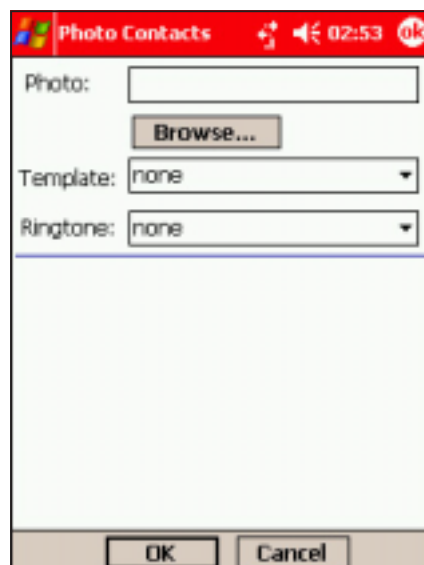 Photo Contacts 02:53 ok
Photo:
Browse...
Template: none
Ringtone: none
OK Cancel